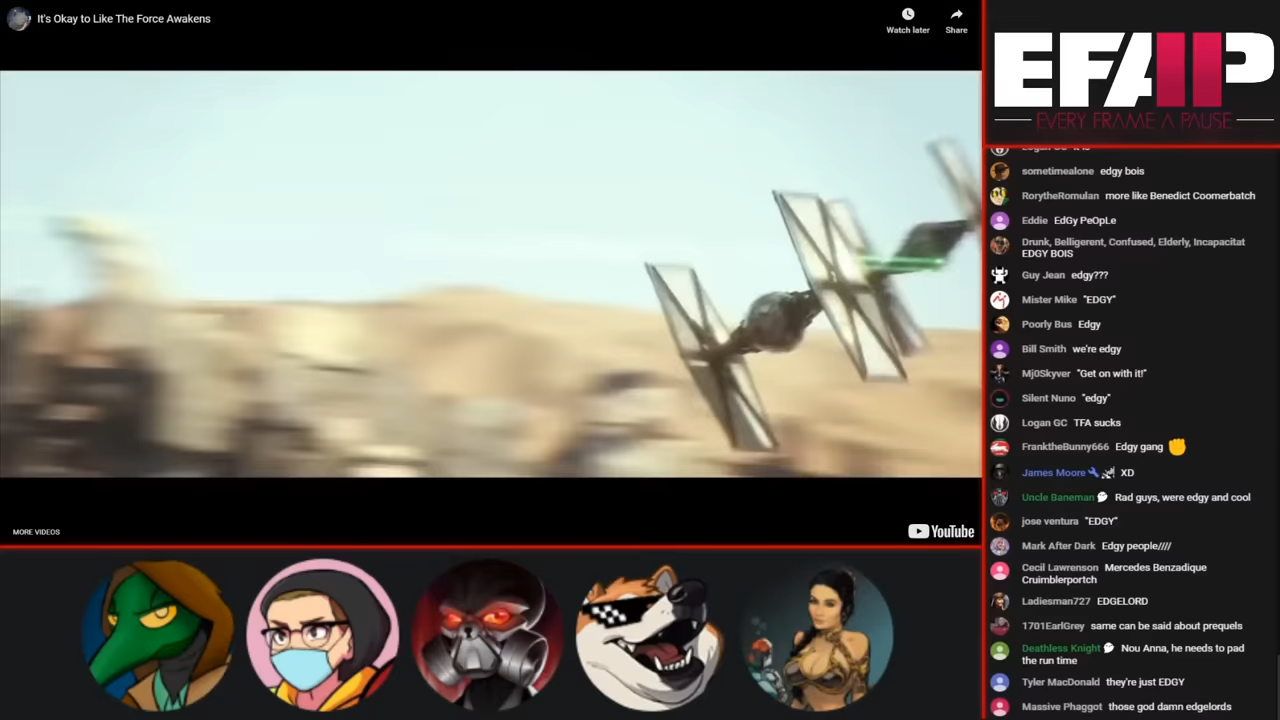 It's Okay to Like The Force Awakens
Watch later
Share
MORE VIDEOS
YouTube
EFAP
EVERY FRAME A PAUSE
sometimealone edgy bois
RorytheRomulan more like Benedict Coomerbatch
Eddie EdGy PeOpLe
Drunk, Belligerent, Confused, Elderly, Incapacitat
EDGY BOIS
Guy Jean edgy???
Mister Mike "EDGY"
Poorly Bus Edgy
Bill Smith we're edgy
Mj0Skyver "Get on with it!"
Silent Nuno "edgy"
Logan GC TFA sucks
FranktheBunny666 Edgy gang
James Moore XD
Uncle Baneman Rad guys, were edgy and cool
jose ventura "EDGY"
Mark After Dark Edgy people////
Cecil Lawrenson Mercedes Benzadique
Cruimblerportch
Ladiesman727 EDGELORD
1701EarlGrey same can be said about prequels
Deathless Knight Nou Anna, he needs to pad
the run time
Tyler MacDonald they're just EDGY
Massive Phaggot those god damn edgelords